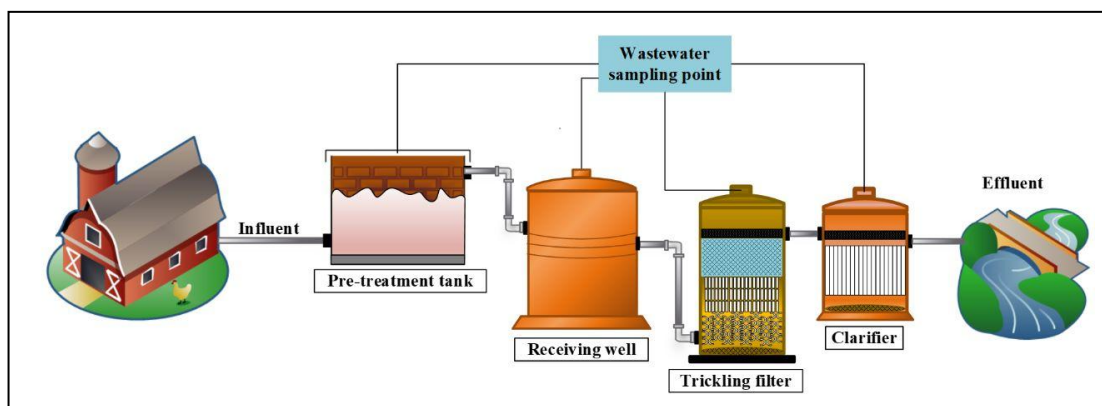 Wastewater
sampling point
Influent
Effluent
Pre-treatment tank
Receiving well
Clarifier
Trickling filter